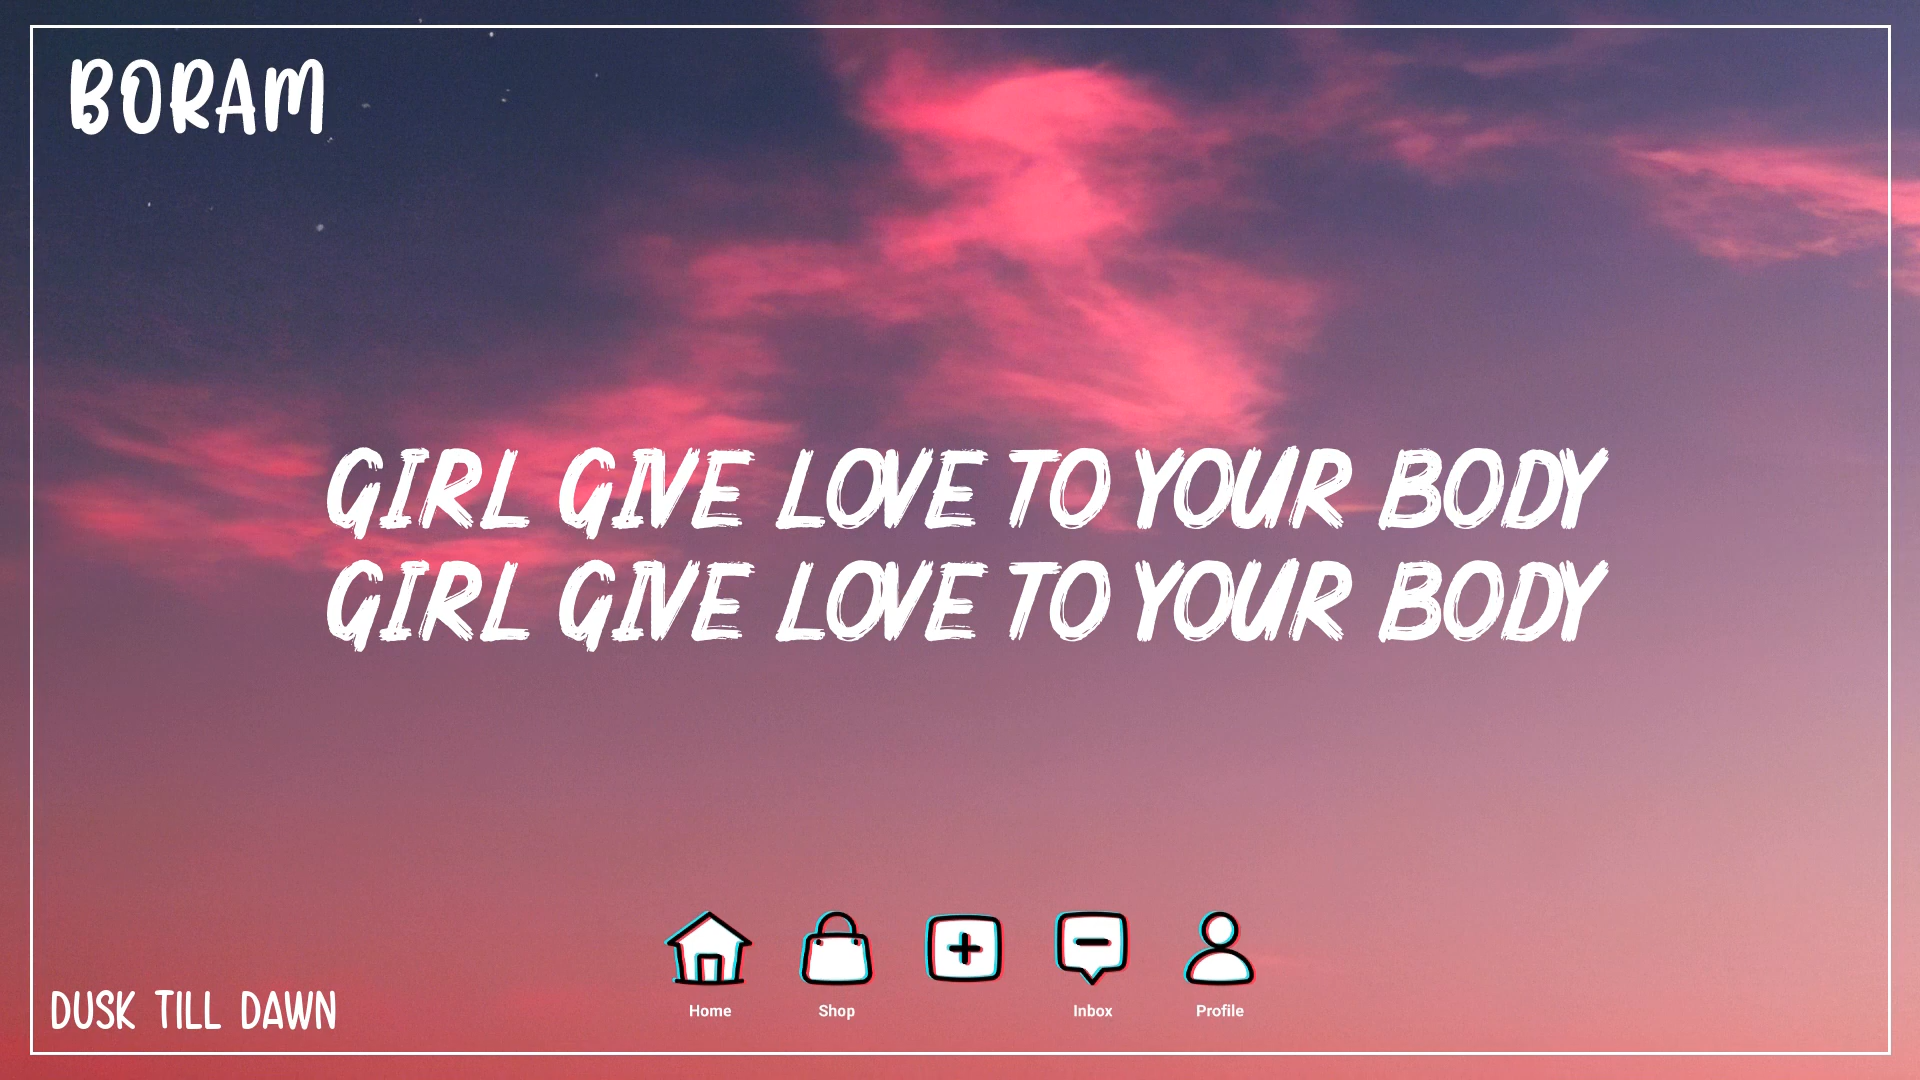 BORAM
GIRL GIVE LOVE TO YOUR BODY
GIRL GIVE LOVE TO YOUR BODY
Home Shop Inbox Profile
DUSK TILL DAWN